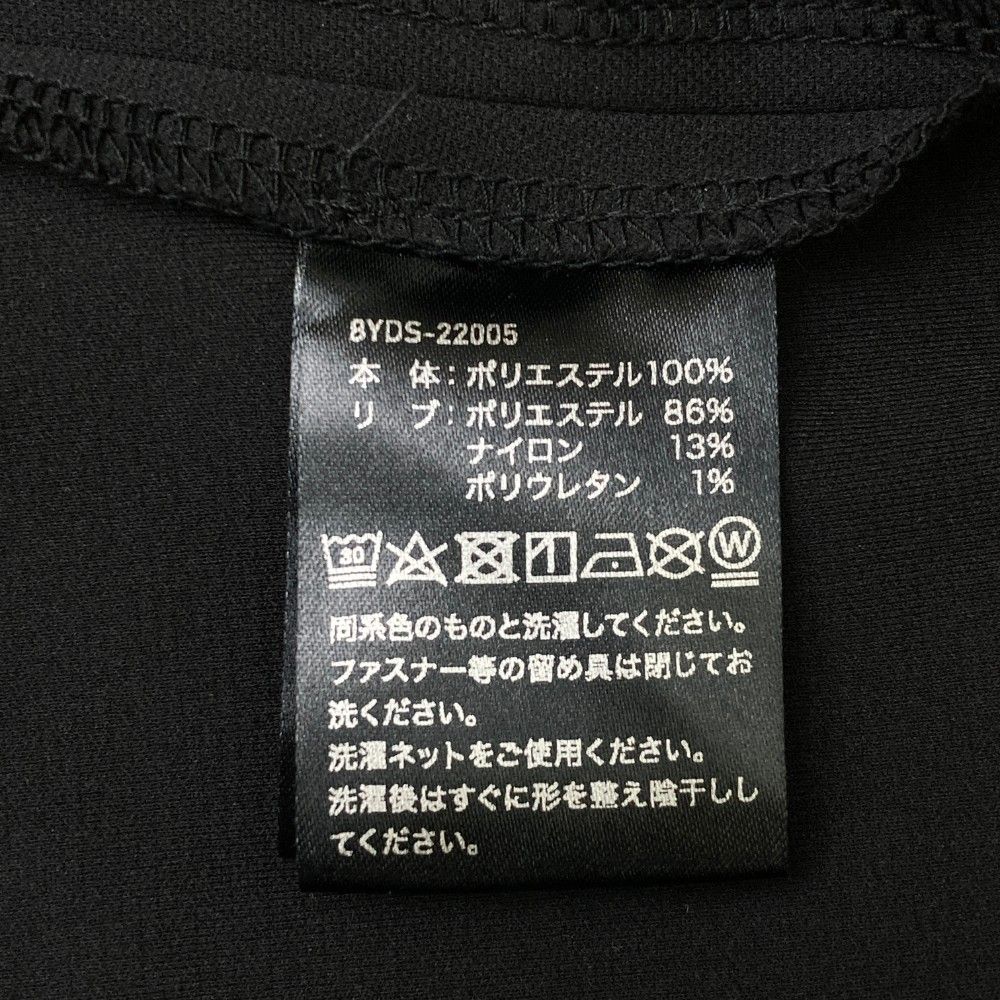 8YDS-22005
本 体:ポリエステル100%
リ ブ:ポリエステル 86%
ナイロン 13%
ポリウレタン 1%
30 W
同系色のものと洗濯してください。
ファスナー等の留め具は閉じてお
洗ください。
洗濯ネットをご使用ください。
洗濯後はすぐに形を整え陰干しし
てください。